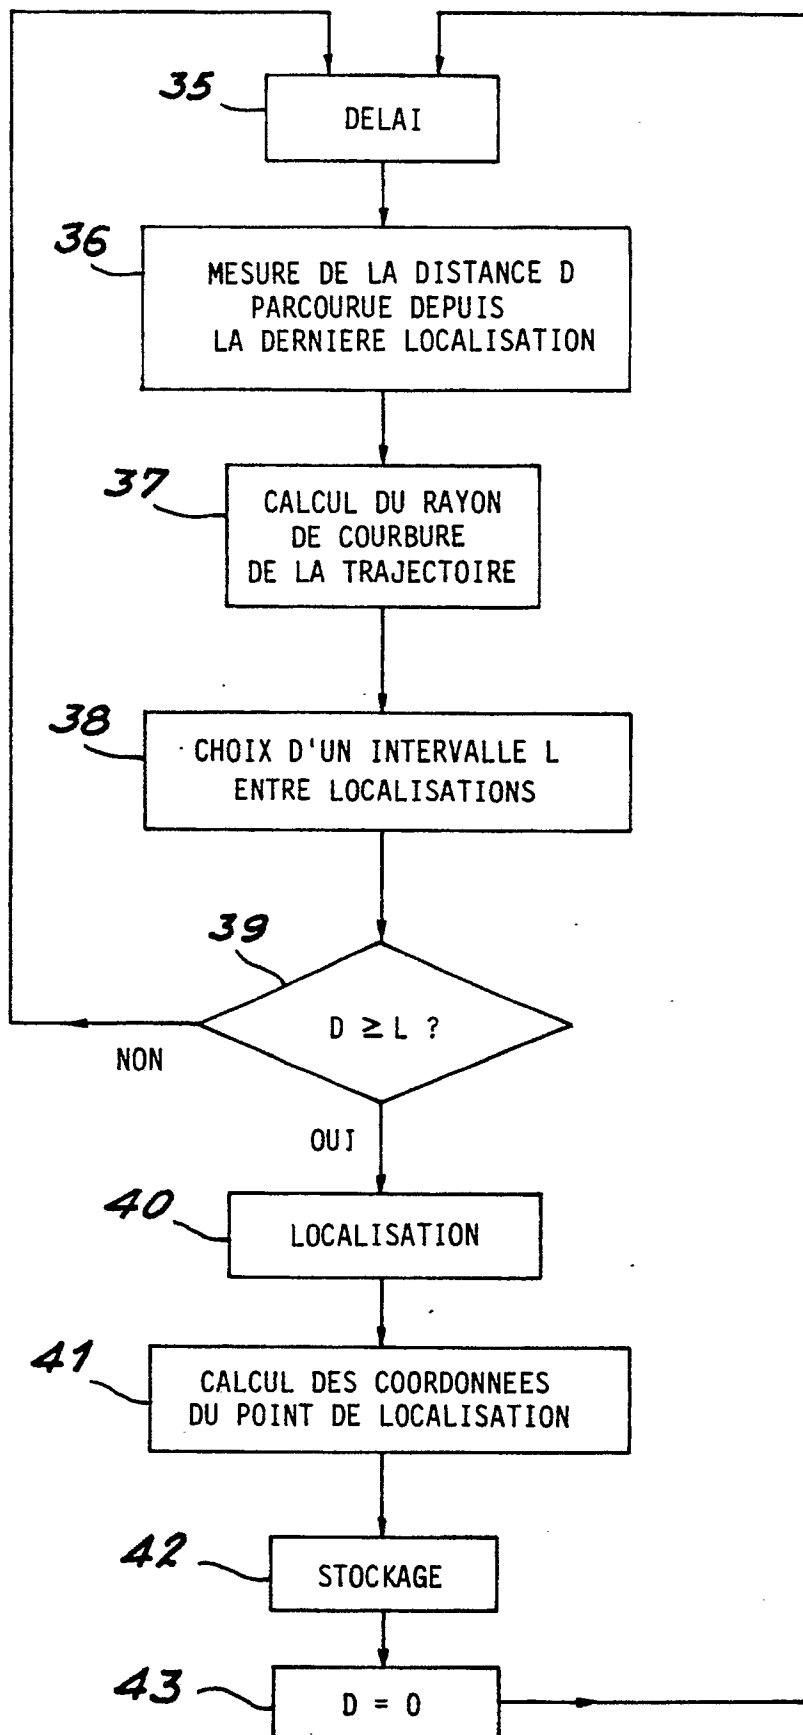 35
DELAI
36
MESURE DE LA DISTANCE D
PARCOURUE DEPUIS
LA DERNIERE LOCALISATION
37
CALCUL DU RAYON
DE COURBURE
DE LA TRAJECTOIRE
38
CHOIX D'UN INTERVALLE L
ENTRE LOCALISATIONS
39
D ≥ L ?
NON
OUI
40
LOCALISATION
41
CALCUL DES COORDONNEES
DU POINT DE LOCALISATION
42
STOCKAGE
43
D = 0